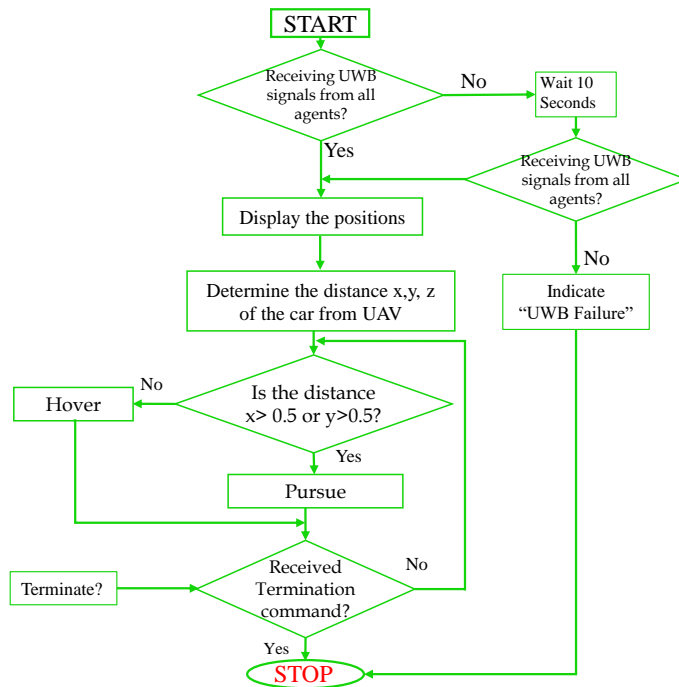 START
Receiving UWB
signals from all
agents?
No
Wait 10
Seconds
Yes
Receiving UWB
signals from all
agents?
Display the positions
No
Determine the distance x,y, z
of the car from UAV
Indicate
“UWB Failure”
No
Is the distance
x> 0.5 or y>0.5?
Hover
Yes
Pursue
Received
Termination
command?
No
Terminate?
Yes
STOP